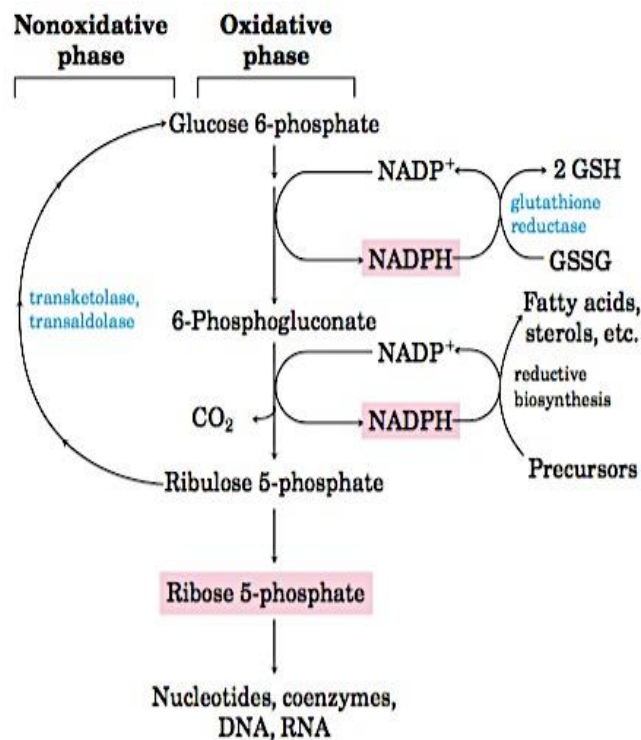 Nonoxidative
phase
Oxidative
phase
Glucose 6-phosphate
NADP⁺
2 GSH
glutathione
reductase
NADPH
GSSG
transketolase,
transaldolase
6-Phosphogluconate
Fatty acids,
sterols, etc.
NADP⁺
reductive
biosynthesis
CO₂
NADPH
Precursors
Ribulose 5-phosphate
Ribose 5-phosphate
Nucleotides, coenzymes,
DNA, RNA